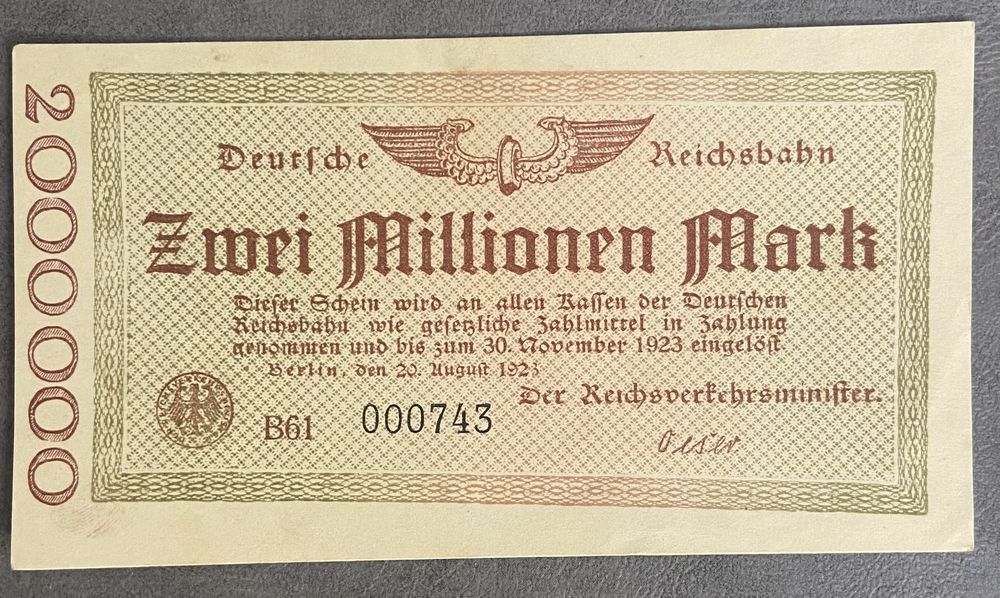 2000000
Deutsche Reichsbahn
Zwei Millionen Mark
Dieser Schein wird an allen Kassen der Deutschen
Reichsbahn wie gesetzliche Zahlmittel in Zahlung
genommen und bis zum 30. November 1923 eingelöst
Berlin, den 20. August 1923
Der Reichsverkehrsminister.
B61 000743
Oeser